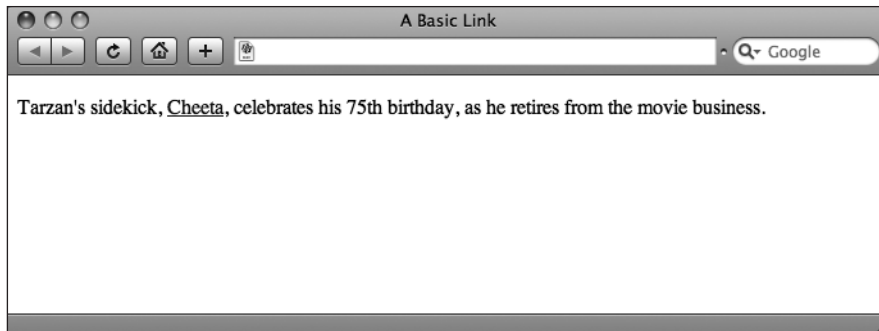 A Basic Link
Google
Tarzan's sidekick, Cheeta, celebrates his 75th birthday, as he retires from the movie business.